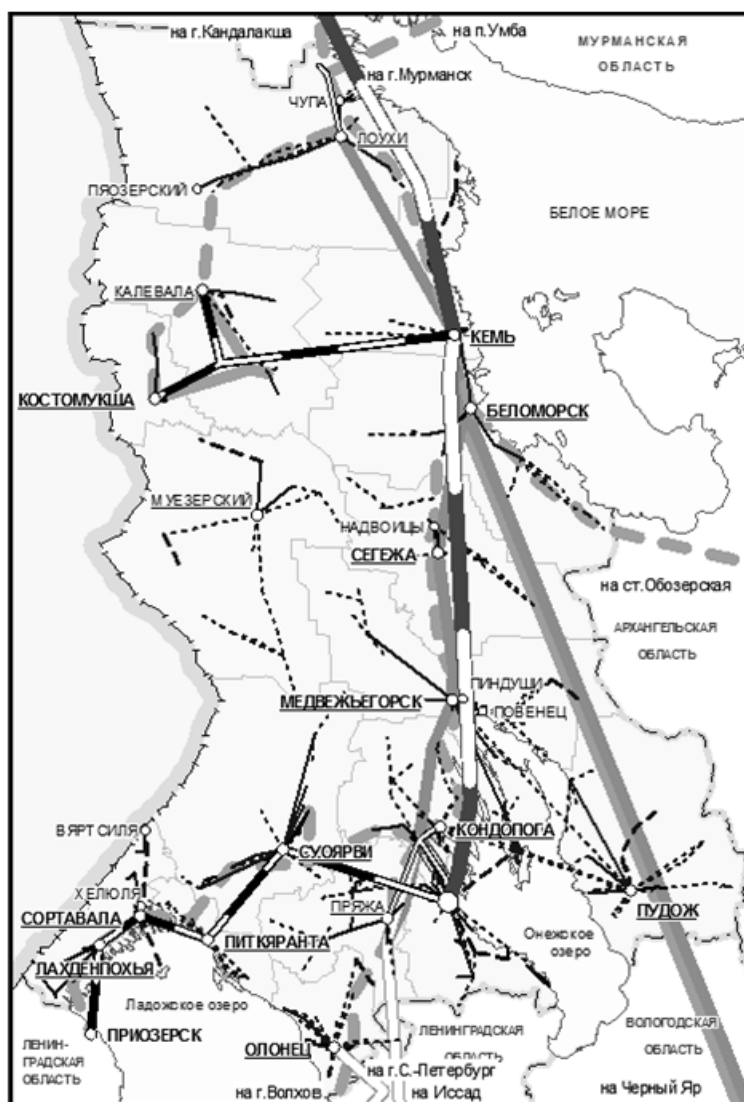 на г.Кандалакша
на п.Умба
МУРМАНСКАЯ
ОБЛАСТЬ
на г.Мурманск
ЧУПА
ЛОУХИ
ПЯОЗЕРСКИЙ
БЕЛОЕ МОРЕ
КАЛЕВАЛА
КЕМЬ
КОСТОМУКША
БЕЛОМОРСК
МУЕЗЕРСКИЙ
НАДВОИЦЫ
СЕГЕЖА
на ст.Обозерская
АРХАНГЕЛЬСКАЯ
ОБЛАСТЬ
ПИНДУШИ
МЕДВЕЖЬЕГОРСК
ПОВЕНЕЦ
ВЯРТСИЛЯ
КОНДОПОГА
СУОЯРВИ
ХЕЛЮЛЯ
ПРЯЖА
ПУДОЖ
СОРТАВАЛА
ПИТКЯРАНТА
Онежское
озеро
ЛАХДЕНПОХЬЯ
Ладожское озеро
ПРИОЗЕРСК
ЛЕНИН-
ГРАДСКАЯ
ОБЛАСТЬ
ОЛОНЕЦ
ЛЕНИНГРАДСКАЯ
ОБЛАСТЬ
ВОЛОГОДСКАЯ
ОБЛАСТЬ
на г.С.-Петербург
на г.Волхов
на Иссад
на Черный Яр